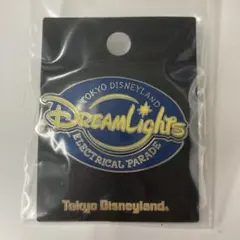 TOKYO DISNEYLAND
DREAMLIGHTS
ELECTRICAL PARADE
Tokyo Disneyland®